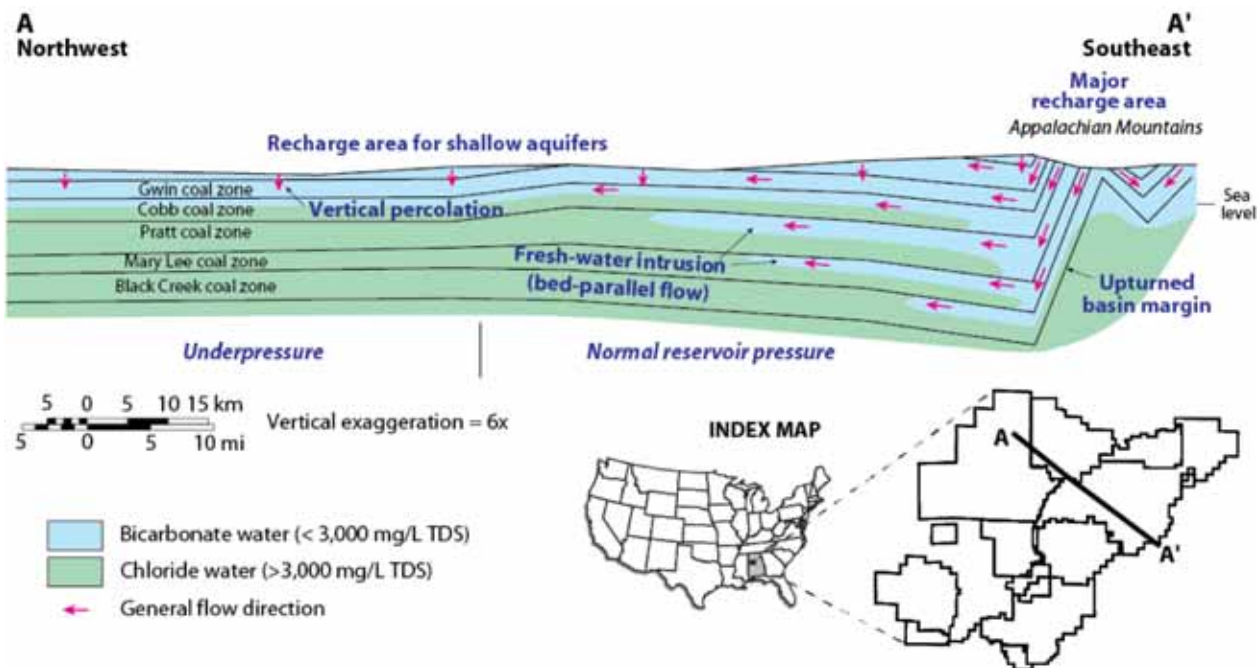 A
Northwest
A'
Southeast
Major
recharge area
Appalachian Mountains
Recharge area for shallow aquifers
Gwin coal zone
Vertical percolation
Cobb coal zone
Pratt coal zone
Sea
level
Mary Lee coal zone
Fresh-water intrusion
(bed-parallel flow)
Black Creek coal zone
Upturned
basin margin
Underpressure
Normal reservoir pressure
5 0 5 10 15 km
5 0 5 10 mi
Vertical exaggeration = 6x
INDEX MAP
A
A'
Bicarbonate water (< 3,000 mg/L TDS)
Chloride water (>3,000 mg/L TDS)
General flow direction